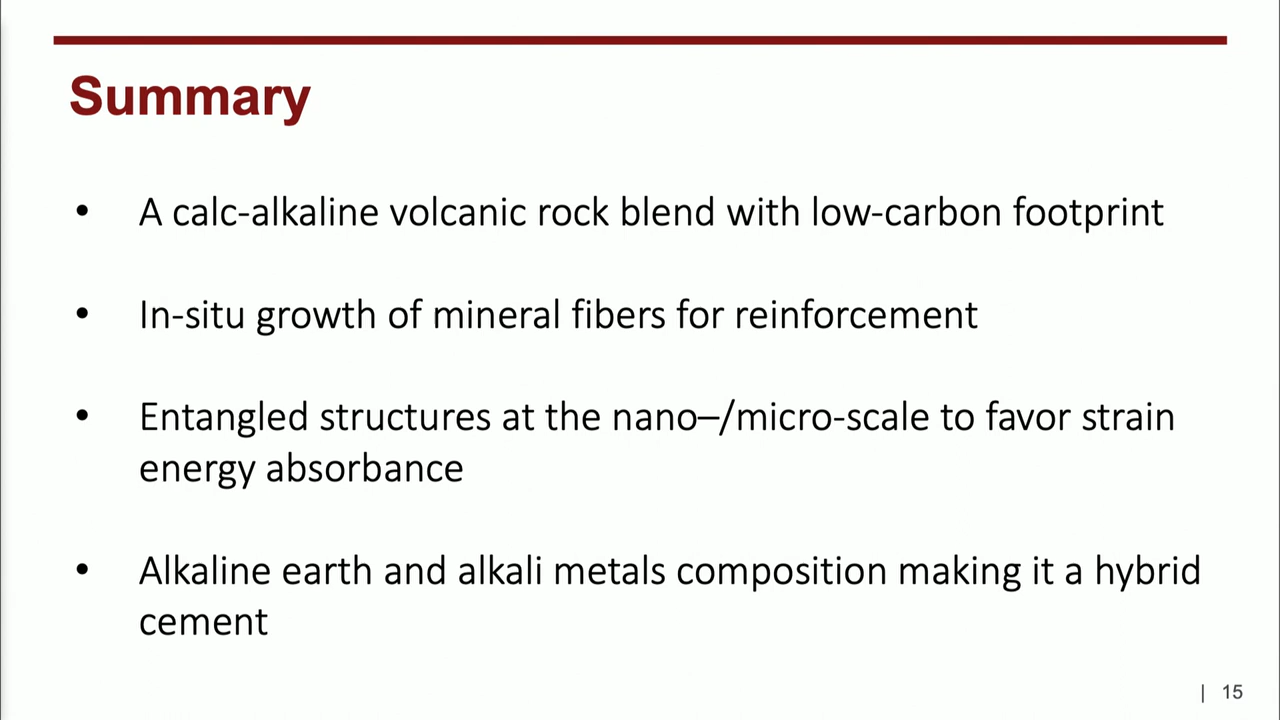 Summary
• A calc-alkaline volcanic rock blend with low-carbon footprint
• In-situ growth of mineral fibers for reinforcement
• Entangled structures at the nano–/micro-scale to favor strain
energy absorbance
• Alkaline earth and alkali metals composition making it a hybrid
cement
| 15